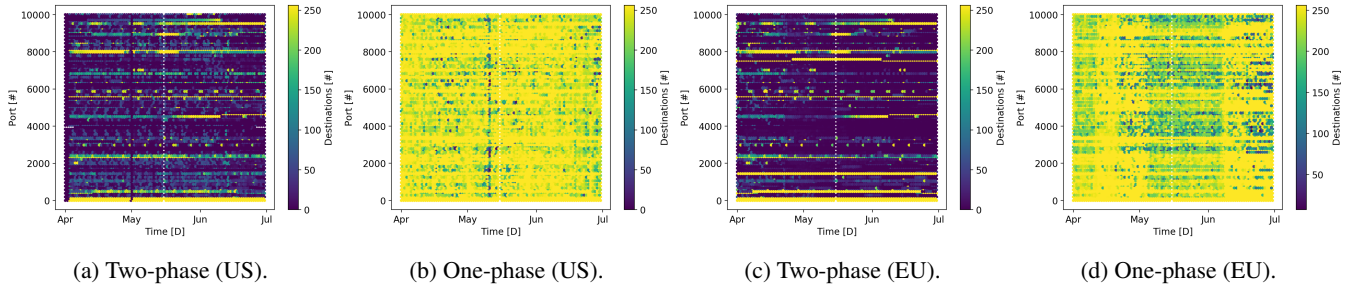 10000
8000
6000
4000
2000
0
Port [#]
Apr May Jun Jul
Time [D]
250
200
150
100
50
0
Destinations [#]
(a) Two-phase (US).
10000
8000
6000
4000
2000
0
Port [#]
Apr May Jun Jul
Time [D]
250
200
150
100
50
Destinations [#]
(b) One-phase (US).
10000
8000
6000
4000
2000
0
Port [#]
Apr May Jun Jul
Time [D]
250
200
150
100
50
0
Destinations [#]
(c) Two-phase (EU).
10000
8000
6000
4000
2000
0
Port [#]
Apr May Jun Jul
Time [D]
250
200
150
100
50
Destinations [#]
(d) One-phase (EU).